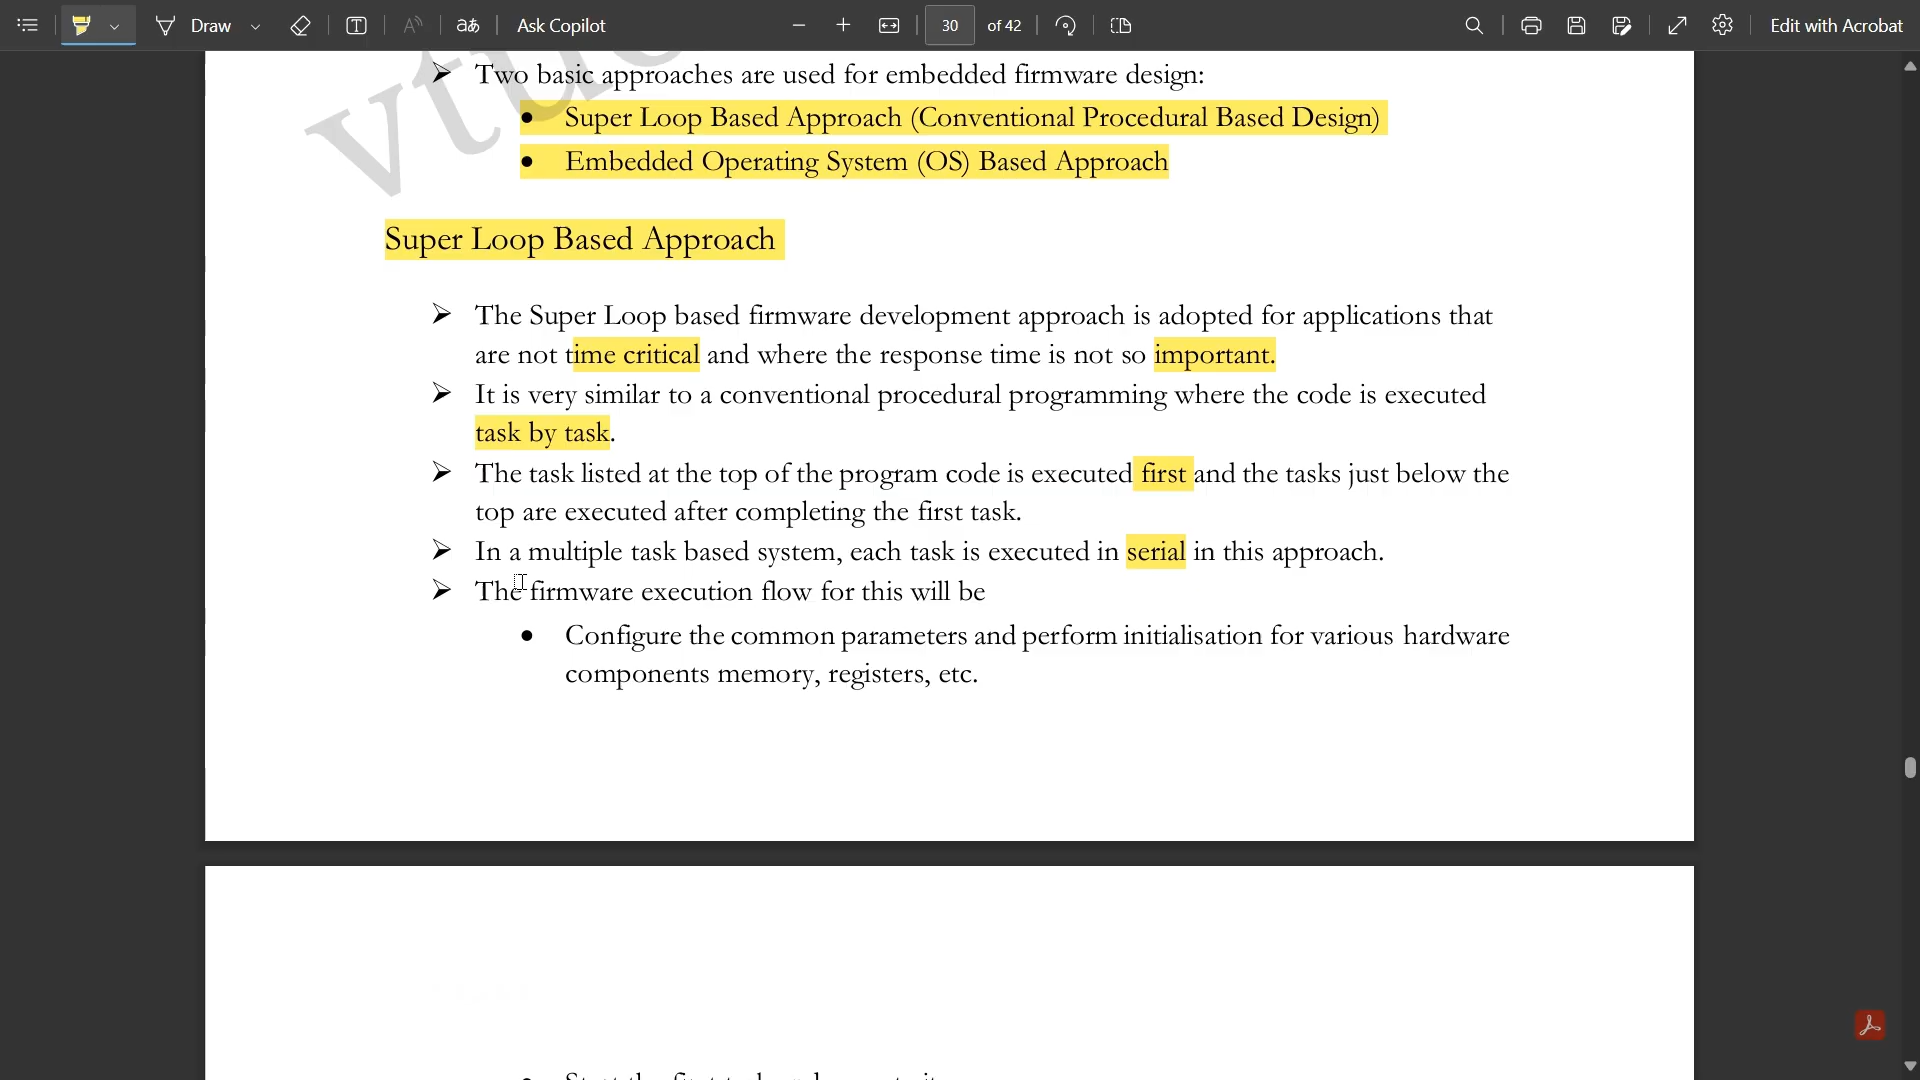 Draw
T
A
aあ
Ask Copilot
30
of 42
Edit with Acrobat
vtu
Two basic approaches are used for embedded firmware design:
Super Loop Based Approach (Conventional Procedural Based Design)
Embedded Operating System (OS) Based Approach
Super Loop Based Approach
The Super Loop based firmware development approach is adopted for applications that
are not time critical and where the response time is not so important.
It is very similar to a conventional procedural programming where the code is executed
task by task.
The task listed at the top of the program code is executed first and the tasks just below the
top are executed after completing the first task.
In a multiple task based system, each task is executed in serial in this approach.
The firmware execution flow for this will be
Configure the common parameters and perform initialisation for various hardware
components memory, registers, etc.